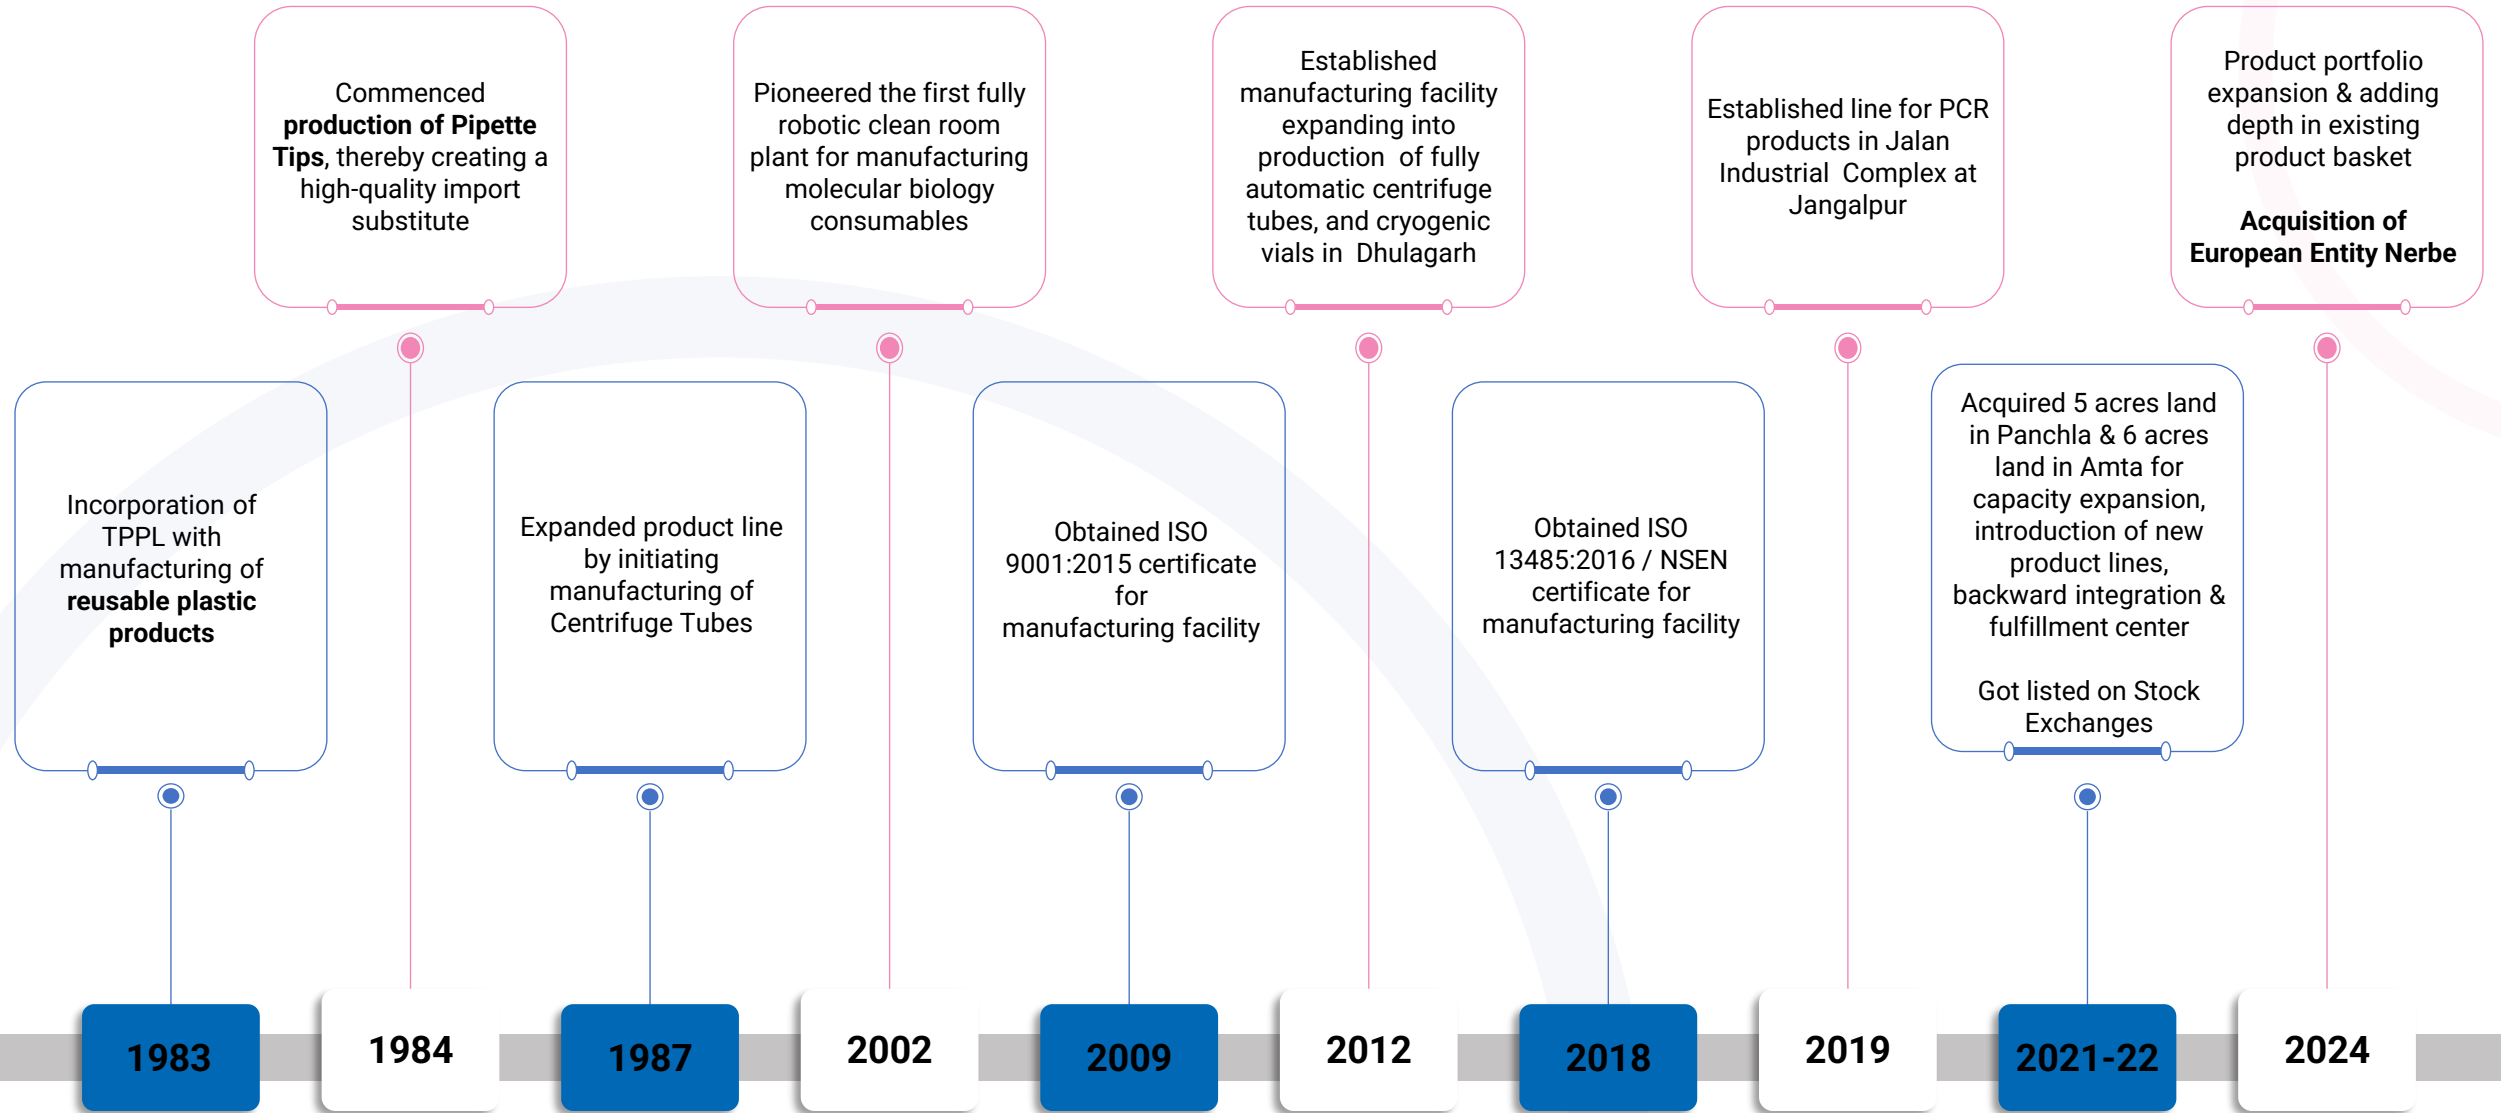 Commenced
production of Pipette
Tips, thereby creating a
high-quality import
substitute
Pioneered the first fully
robotic clean room
plant for manufacturing
molecular biology
consumables
Established
manufacturing facility
expanding into
production of fully
automatic centrifuge
tubes, and cryogenic
vials in Dhulagarh
Established line for PCR
products in Jalan
Industrial Complex at
Jangalpur
Product portfolio
expansion & adding
depth in existing
product basket
Acquisition of
European Entity Nerbe
Incorporation of
TPPL with
manufacturing of
reusable plastic
products
Expanded product line
by initiating
manufacturing of
Centrifuge Tubes
Obtained ISO
9001:2015 certificate
for
manufacturing facility
Obtained ISO
13485:2016 / NSEN
certificate for
manufacturing facility
Acquired 5 acres land
in Panchla & 6 acres
land in Amta for
capacity expansion,
introduction of new
product lines,
backward integration &
fulfillment center
Got listed on Stock
Exchanges
1983
1984
1987
2002
2009
2012
2018
2019
2021-22
2024